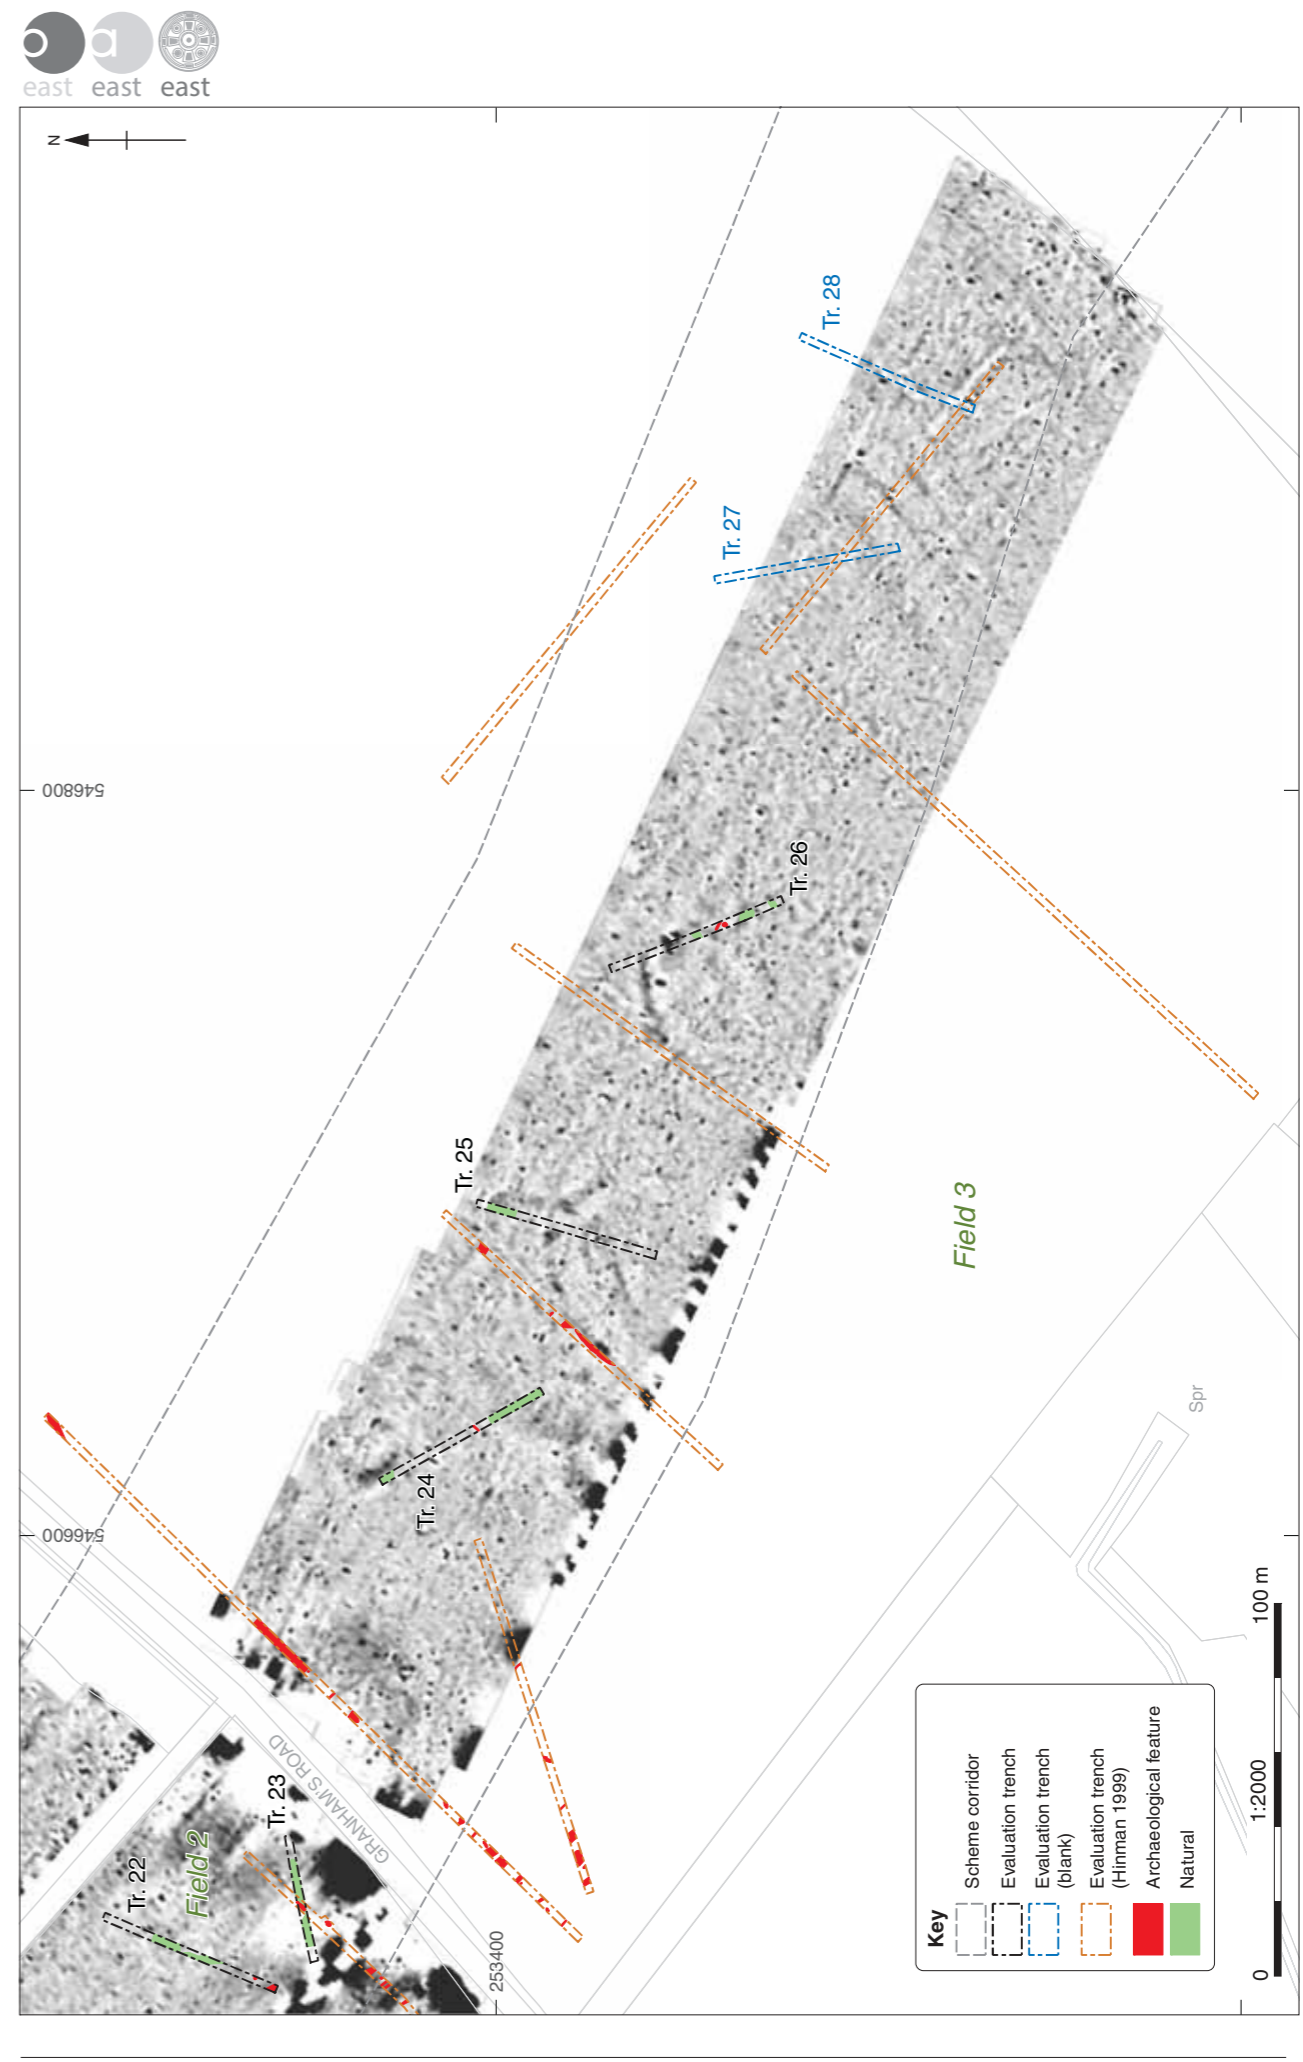 o a
east east east
N
546800
546600
253400
Tr. 28
Tr. 27
Tr. 26
Tr. 25
Tr. 24
Tr. 23
Tr. 22
Field 2
Field 3
GRANHAM'S ROAD
Spr
Key
Scheme corridor
Evaluation trench
Evaluation trench
(blank)
Evaluation trench
(Hinman 1999)
Archaeological feature
Natural
0 1:2000 100 m